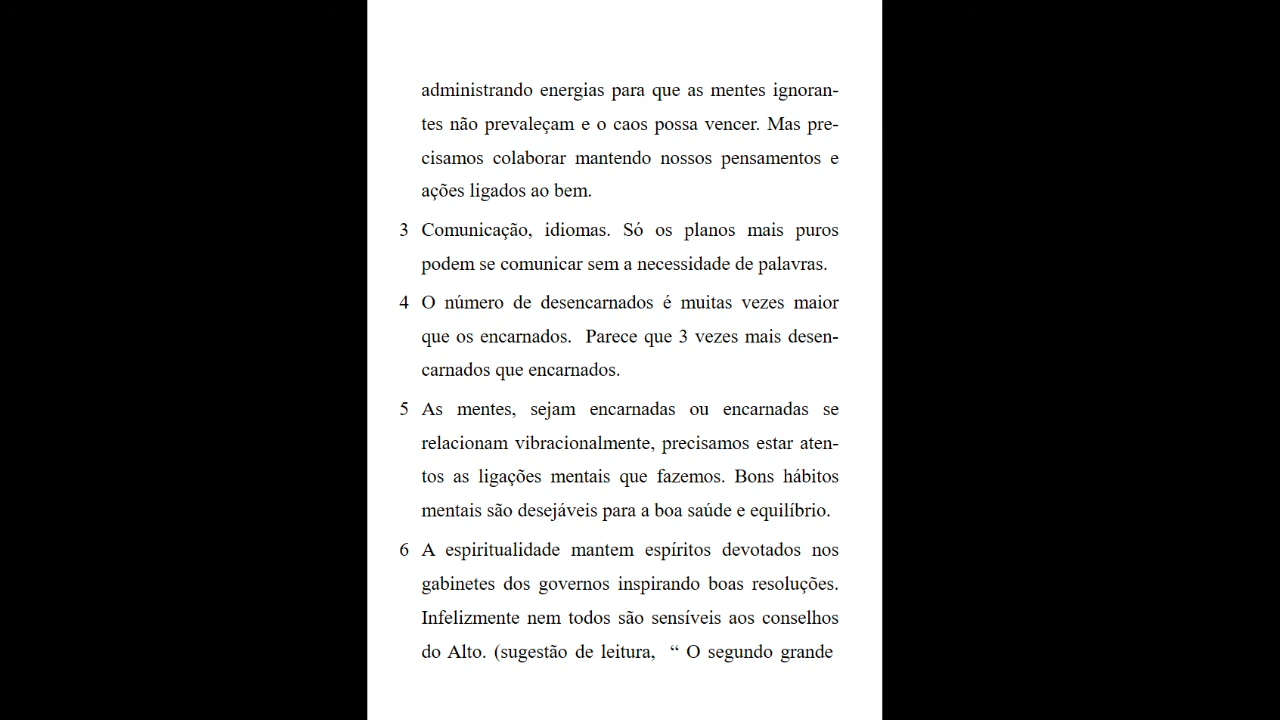 administrando energias para que as mentes ignoran-
tes não prevaleçam e o caos possa vencer. Mas pre-
cisamos colaborar mantendo nossos pensamentos e
ações ligados ao bem.
3 Comunicação, idiomas. Só os planos mais puros
podem se comunicar sem a necessidade de palavras.
4 O número de desencarnados é muitas vezes maior
que os encarnados. Parece que 3 vezes mais desen-
carnados que encarnados.
5 As mentes, sejam encarnadas ou encarnadas se
relacionam vibracionalmente, precisamos estar aten-
tos as ligações mentais que fazemos. Bons hábitos
mentais são desejáveis para a boa saúde e equilíbrio.
6 A espiritualidade mantem espíritos devotados nos
gabinetes dos governos inspirando boas resoluções.
Infelizmente nem todos são sensíveis aos conselhos
do Alto. (sugestão de leitura, “ O segundo grande